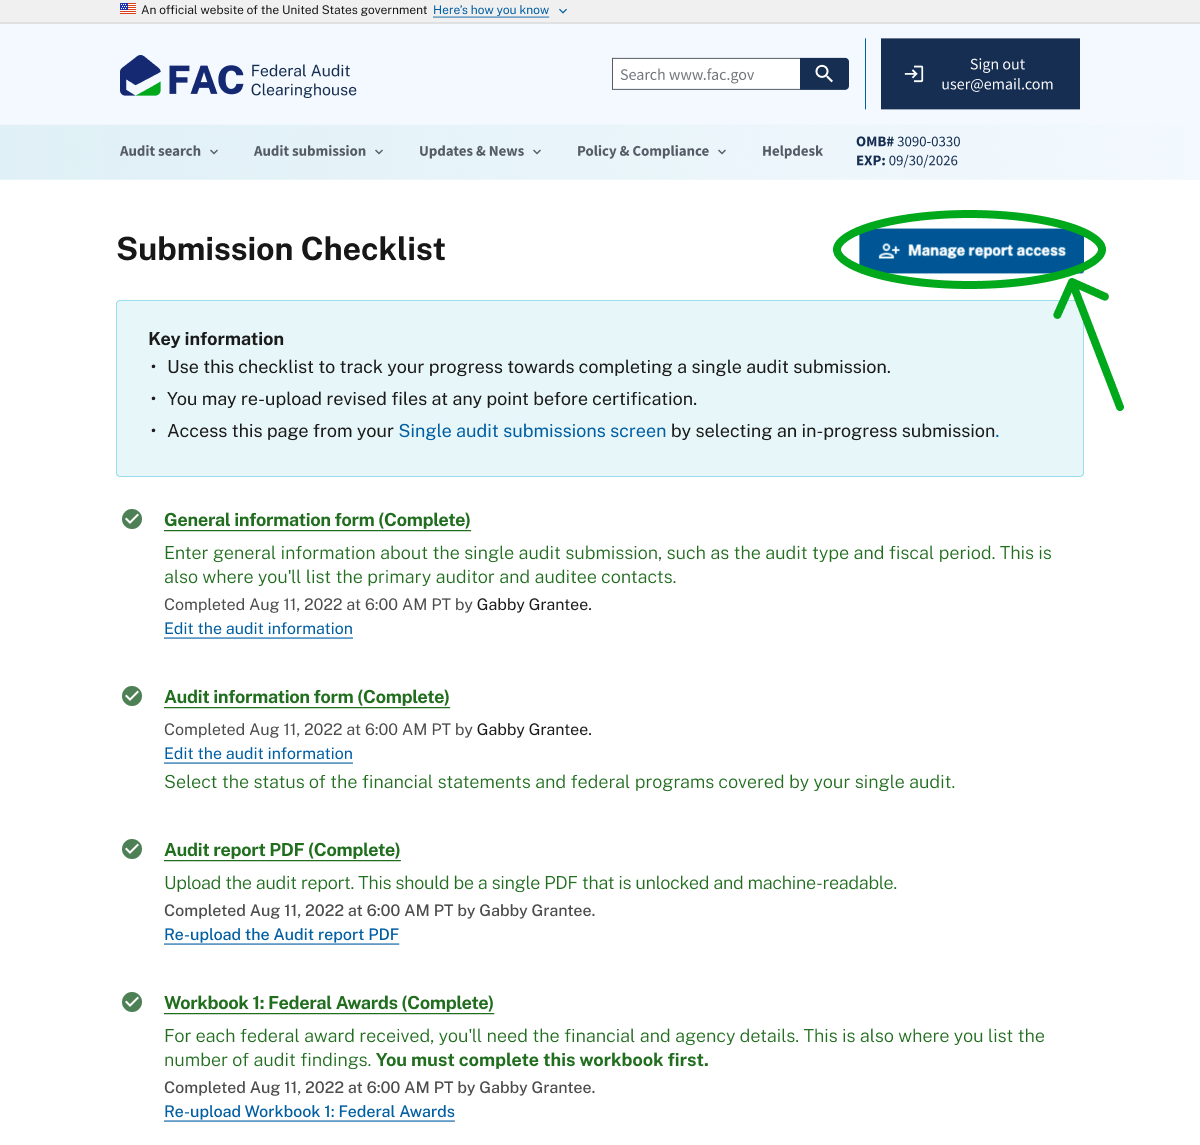 An official website of the United States government Here's how you know
FAC Federal Audit
Clearinghouse
Search www.fac.gov
Sign out
user@email.com
Audit search Audit submission Updates & News Policy & Compliance Helpdesk
OMB# 3090-0330
EXP: 09/30/2026
Submission Checklist
Manage report access
Key information
• Use this checklist to track your progress towards completing a single audit submission.
• You may re-upload revised files at any point before certification.
• Access this page from your Single audit submissions screen by selecting an in-progress submission.
General information form (Complete)
Enter general information about the single audit submission, such as the audit type and fiscal period. This is
also where you'll list the primary auditor and auditee contacts.
Completed Aug 11, 2022 at 6:00 AM PT by Gabby Grantee.
Edit the audit information
Audit information form (Complete)
Completed Aug 11, 2022 at 6:00 AM PT by Gabby Grantee.
Edit the audit information
Select the status of the financial statements and federal programs covered by your single audit.
Audit report PDF (Complete)
Upload the audit report. This should be a single PDF that is unlocked and machine-readable.
Completed Aug 11, 2022 at 6:00 AM PT by Gabby Grantee.
Re-upload the Audit report PDF
Workbook 1: Federal Awards (Complete)
For each federal award received, you'll need the financial and agency details. This is also where you list the
number of audit findings. You must complete this workbook first.
Completed Aug 11, 2022 at 6:00 AM PT by Gabby Grantee.
Re-upload Workbook 1: Federal Awards